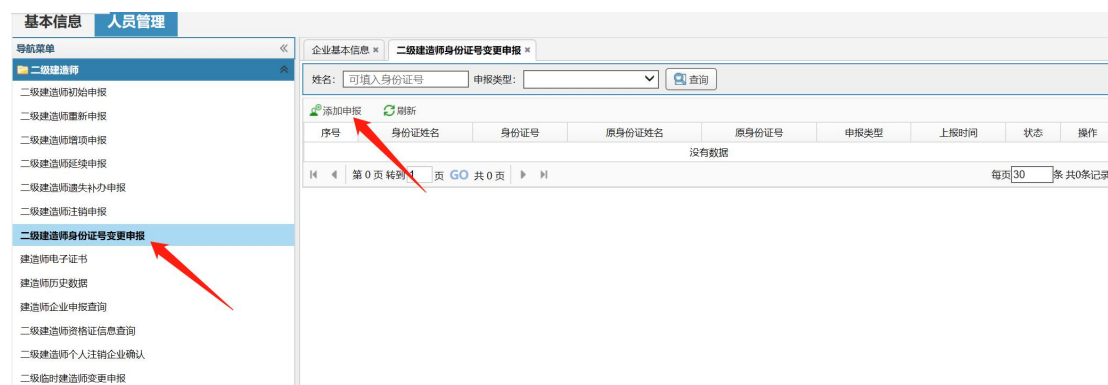 基本信息 人员管理
导航菜单
二级建造师
二级建造师初始申报
二级建造师重新申报
二级建造师增项申报
二级建造师延续申报
二级建造师遗失补办申报
二级建造师注销申报
二级建造师身份证号变更申报
建造师电子证书
建造师历史数据
建造师企业申报查询
二级建造师资格证信息查询
二级建造师个人注销企业确认
二级临时建造师变更申报
企业基本信息 × 二级建造师身份证号变更申报 ×
姓名: 可填入身份证号 申报类型: 查询
添加申报 刷新
序号 身份证姓名 身份证号 原身份证姓名 原身份证号 申报类型 上报时间 状态 操作
没有数据
第 0 页 转到 1 页 GO 共 0 页 每页 30 条 共0条记录